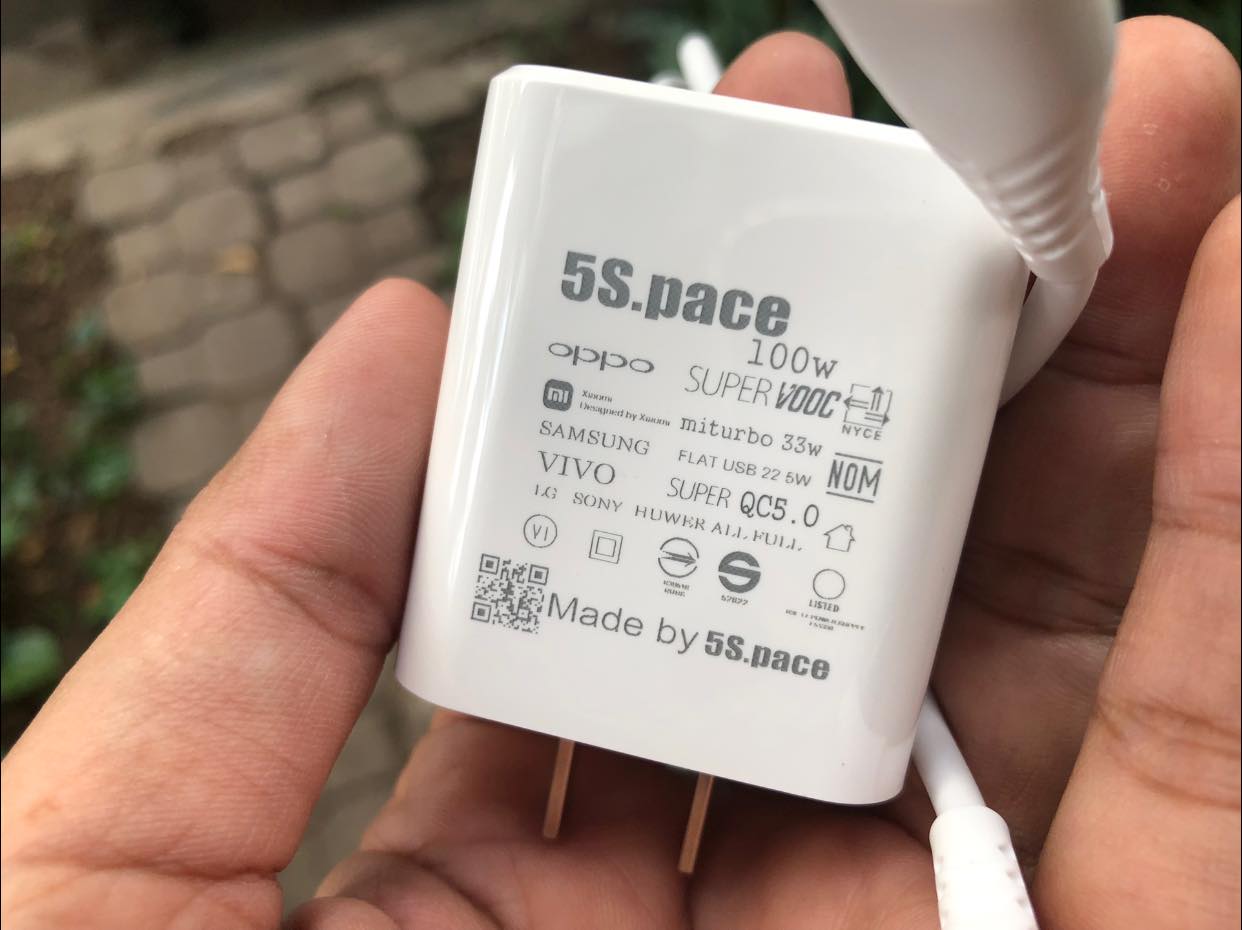 5S.pace
100w
oppo
SUPER VOOC
mi
Xiaomi
Designed by Xiaomi
miturbo 33w
NYCE
SAMSUNG
FLAT USB 22 5W
NOM
VIVO
SUPER QC5.0
LG SONY HUWER ALL FULL
VI
S
LISTED
Made by 5S.pace